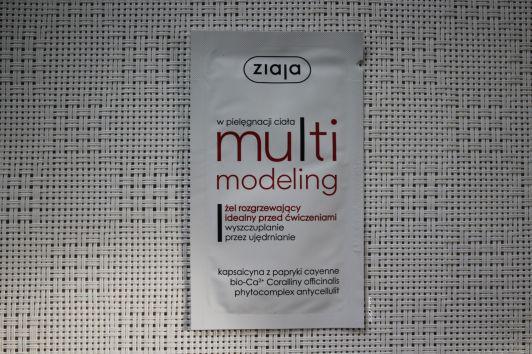 ziaja
w pielęgnacji ciała
multi
modeling
żel rozgrzewający
idealny przed ćwiczeniami
wyszczuplanie
przez ujędrnianie
kapsaicyna z papryki cayenne
bio-Ca²⁺ Coralliny officinalis
phytocomplex antycellulit